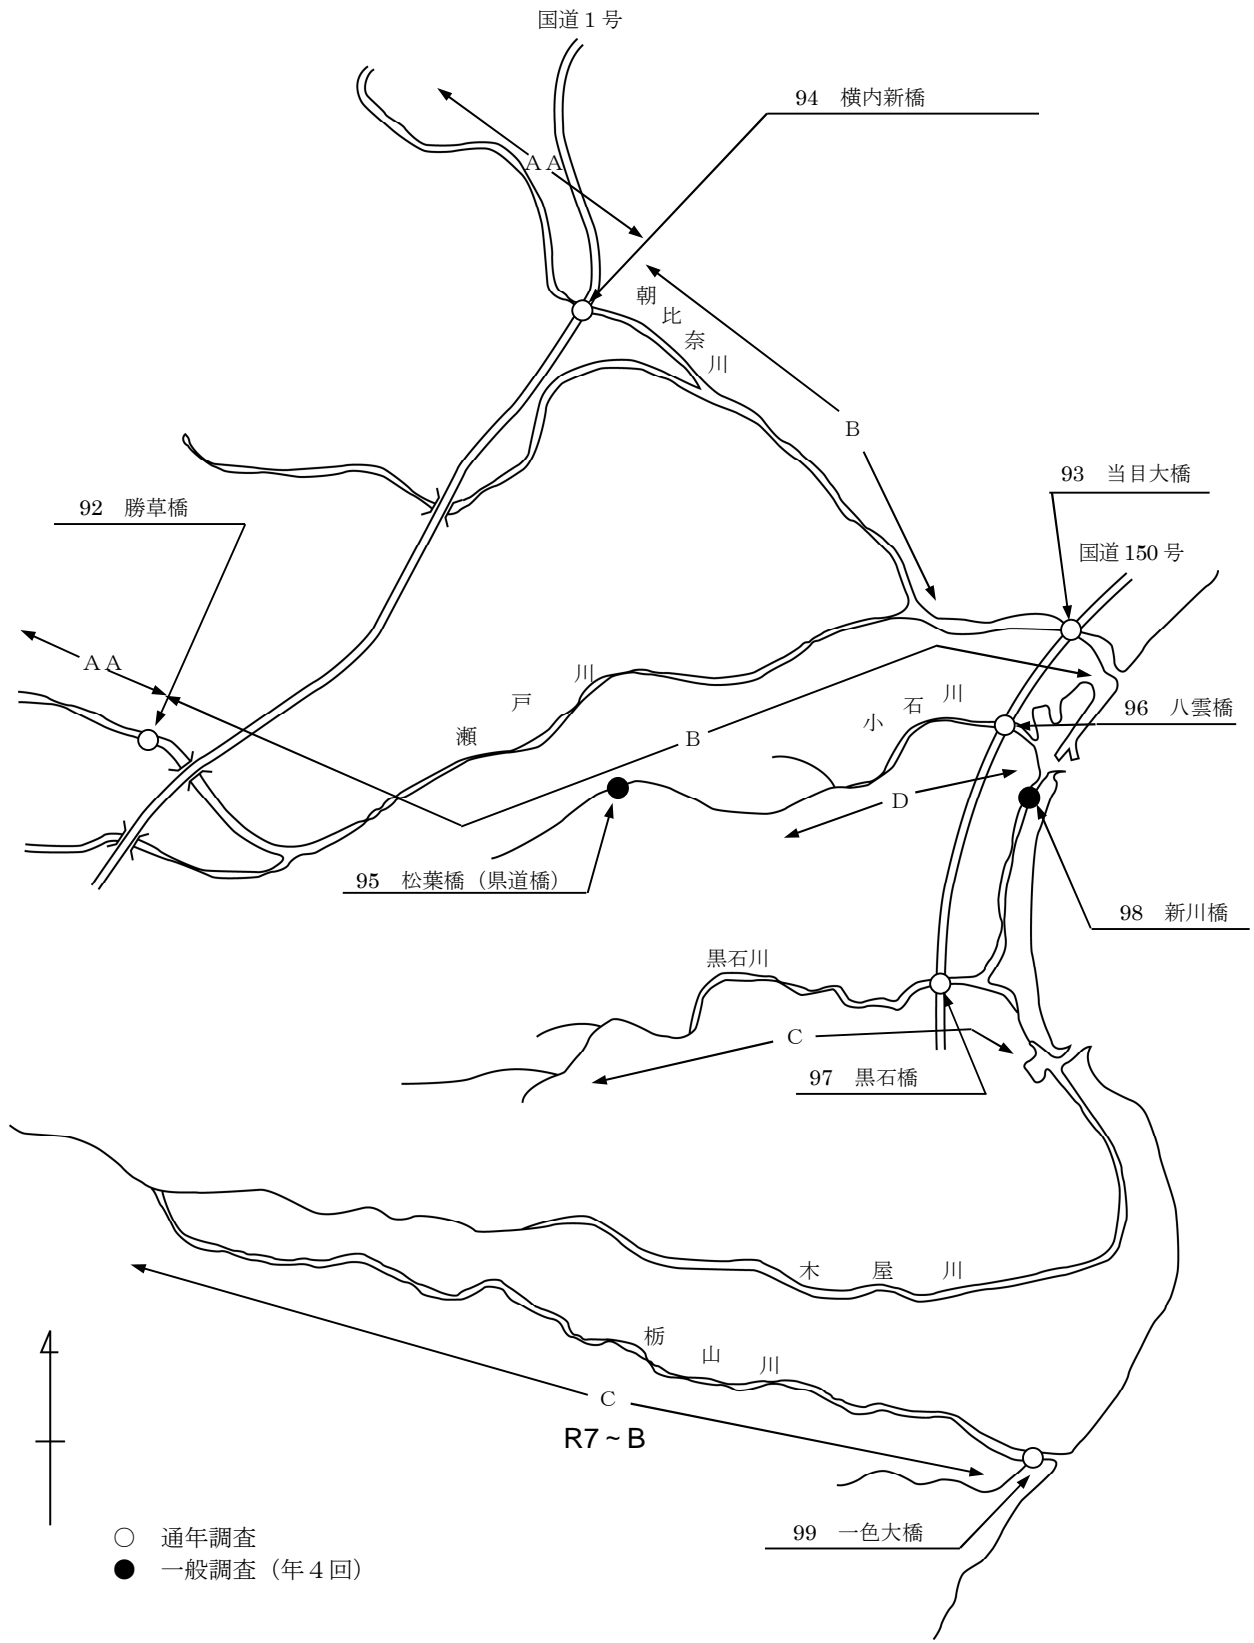 国道1号
94 横内新橋
AA
朝比奈川
B
93 当目大橋
92 勝草橋
国道150号
AA
瀬戸川
小石川
96 八雲橋
B
D
95 松葉橋（県道橋）
98 新川橋
黒石川
C
97 黒石橋
木屋川
栃山川
C
R7~B
99 一色大橋
○ 通年調査
● 一般調査（年4回）